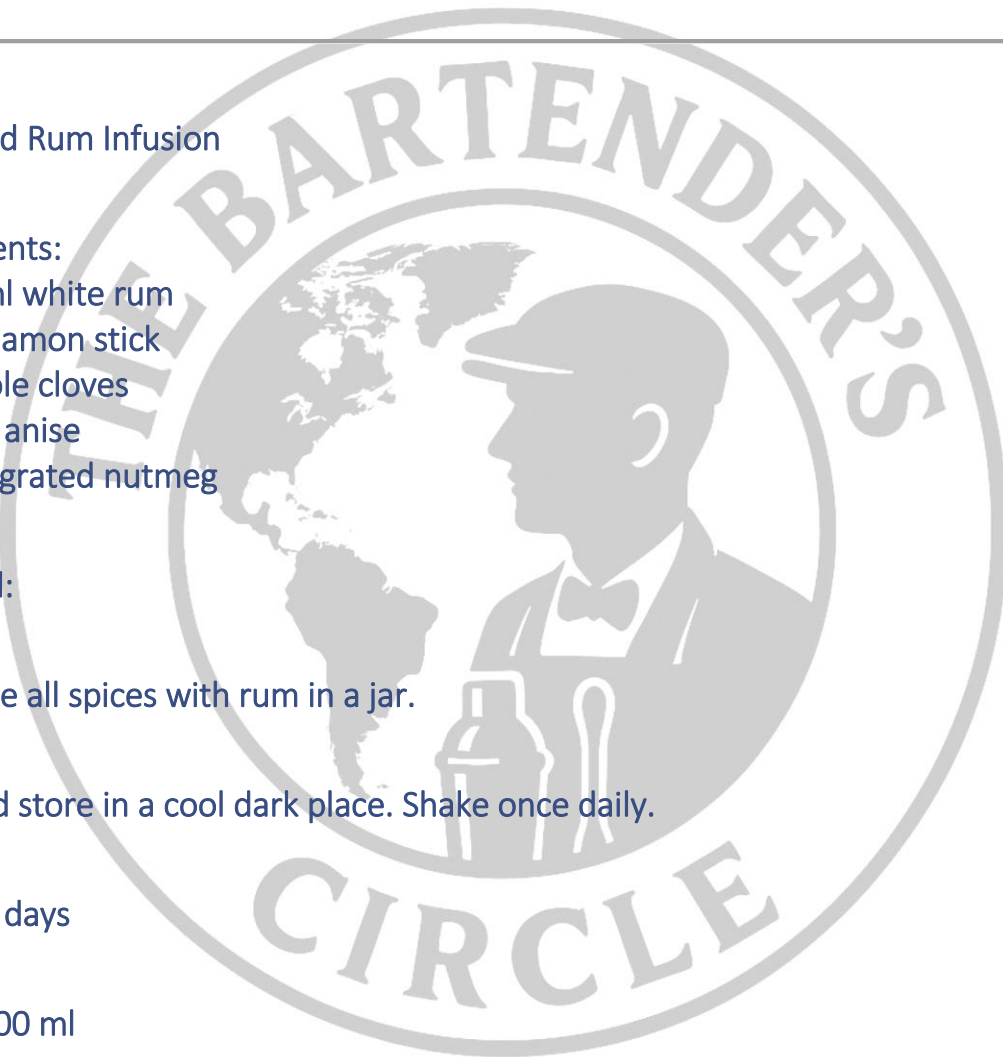 THE BARTENDER'S
CIRCLE
d Rum Infusion
ents:
nl white rum
amon stick
ole cloves
anise
grated nutmeg
d:
e all spices with rum in a jar.
d store in a cool dark place. Shake once daily.
days
00 ml